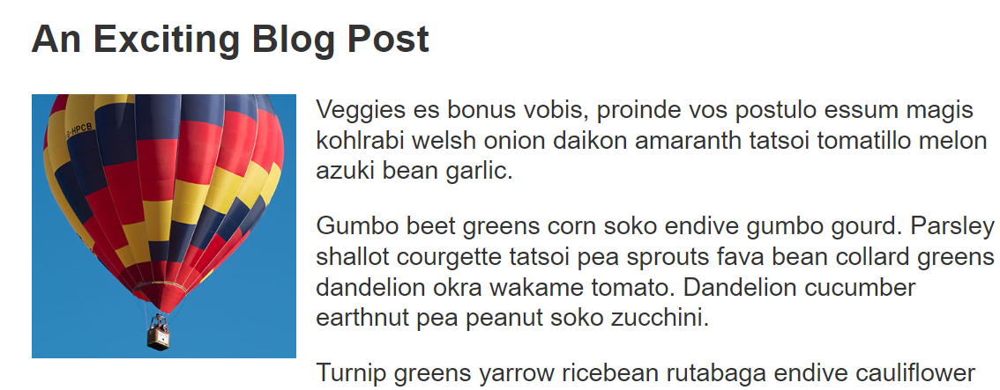 An Exciting Blog Post
G-HPCB
Veggies es bonus vobis, proinde vos postulo essum magis
kohlrabi welsh onion daikon amaranth tatsoi tomatillo melon
azuki bean garlic.
Gumbo beet greens corn soko endive gumbo gourd. Parsley
shallot courgette tatsoi pea sprouts fava bean collard greens
dandelion okra wakame tomato. Dandelion cucumber
earthnut pea peanut soko zucchini.
Turnip greens yarrow ricebean rutabaga endive cauliflower